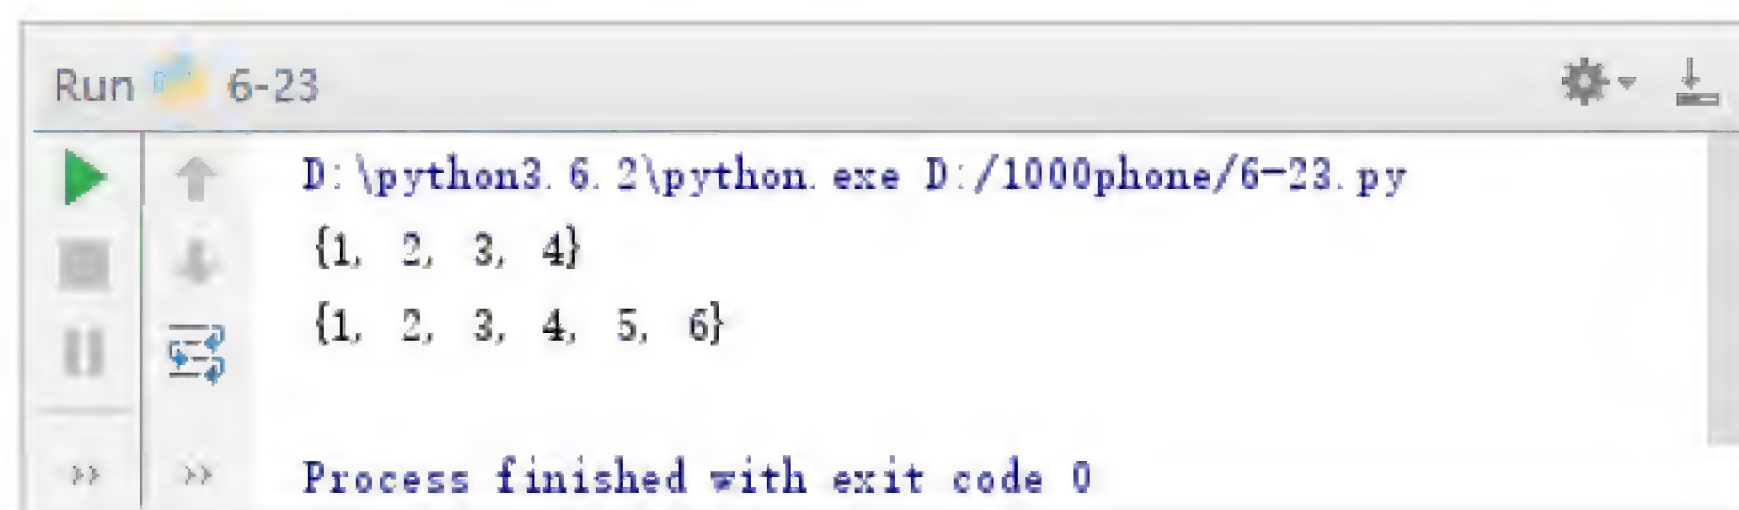 Run 6-23
D:\python3.6.2\python.exe D:/1000phone/6-23.py
{1, 2, 3, 4}
{1, 2, 3, 4, 5, 6}
Process finished with exit code 0